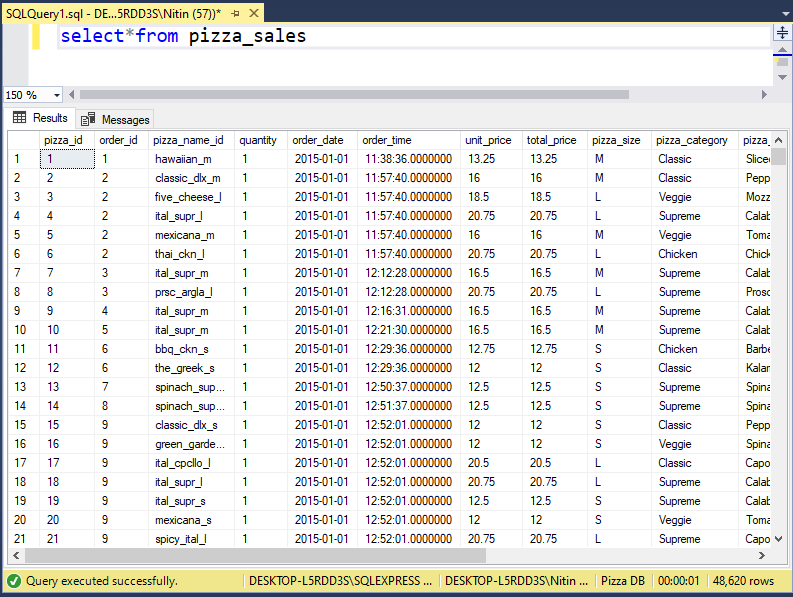 SQLQuery1.sql - DE...5RDD3S\Nitin (57))*
select*from pizza_sales
150 %
Results Messages
pizza_id order_id pizza_name_id quantity order_date order_time unit_price total_price pizza_size pizza_category pizza_
1 1 1 hawaiian_m 1 2015-01-01 11:38:36.0000000 13.25 13.25 M Classic Sliced
2 2 2 classic_dlx_m 1 2015-01-01 11:57:40.0000000 16 16 M Classic Pepp
3 3 2 five_cheese_l 1 2015-01-01 11:57:40.0000000 18.5 18.5 L Veggie Mozz
4 4 2 ital_supr_l 1 2015-01-01 11:57:40.0000000 20.75 20.75 L Supreme Calab
5 5 2 mexicana_m 1 2015-01-01 11:57:40.0000000 16 16 M Veggie Toma
6 6 2 thai_ckn_l 1 2015-01-01 11:57:40.0000000 20.75 20.75 L Chicken Chick
7 7 3 ital_supr_m 1 2015-01-01 12:12:28.0000000 16.5 16.5 M Supreme Calab
8 8 3 prsc_argla_l 1 2015-01-01 12:12:28.0000000 20.75 20.75 L Supreme Prosc
9 9 4 ital_supr_m 1 2015-01-01 12:16:31.0000000 16.5 16.5 M Supreme Calab
10 10 5 ital_supr_m 1 2015-01-01 12:21:30.0000000 16.5 16.5 M Supreme Calab
11 11 6 bbq_ckn_s 1 2015-01-01 12:29:36.0000000 12.75 12.75 S Chicken Barbe
12 12 6 the_greek_s 1 2015-01-01 12:29:36.0000000 12 12 S Classic Kalam
13 13 7 spinach_sup... 1 2015-01-01 12:50:37.0000000 12.5 12.5 S Supreme Spina
14 14 8 spinach_sup... 1 2015-01-01 12:51:37.0000000 12.5 12.5 S Supreme Spina
15 15 9 classic_dlx_s 1 2015-01-01 12:52:01.0000000 12 12 S Classic Pepp
16 16 9 green_garde... 1 2015-01-01 12:52:01.0000000 12 12 S Veggie Spina
17 17 9 ital_cpcllo_l 1 2015-01-01 12:52:01.0000000 20.5 20.5 L Classic Capo
18 18 9 ital_supr_l 1 2015-01-01 12:52:01.0000000 20.75 20.75 L Supreme Calab
19 19 9 ital_supr_s 1 2015-01-01 12:52:01.0000000 12.5 12.5 S Supreme Calab
20 20 9 mexicana_s 1 2015-01-01 12:52:01.0000000 12 12 S Veggie Toma
21 21 9 spicy_ital_l 1 2015-01-01 12:52:01.0000000 20.75 20.75 L Supreme Capo
Query executed successfully. DESKTOP-L5RDD3S\SQLEXPRESS ... DESKTOP-L5RDD3S\Nitin ... Pizza DB 00:00:01 48,620 rows